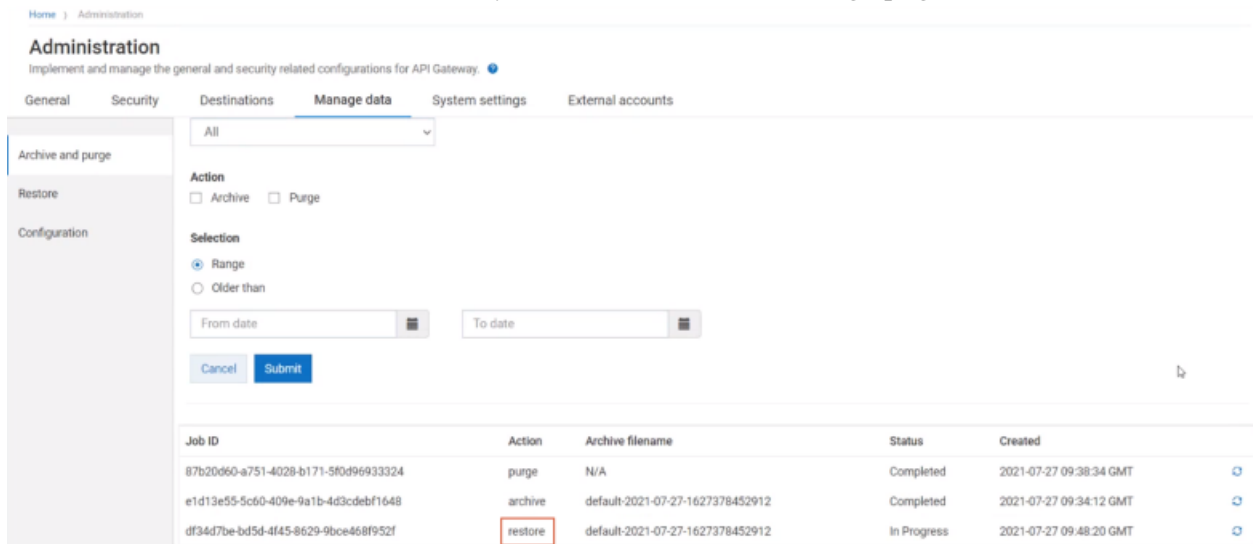 Home > Administration
Administration
Implement and manage the general and security related configurations for API Gateway. ?
General Security Destinations Manage data System settings External accounts
All
Archive and purge
Action
Restore
Archive Purge
Configuration
Selection
Range
Older than
From date To date
Cancel Submit
Job ID Action Archive filename Status Created
87b20d60-a751-4028-b171-5f0d96933324 purge N/A Completed 2021-07-27 09:38:34 GMT
e1d13e55-5c60-409e-9a1b-4d3cdebf1648 archive default-2021-07-27-1627378452912 Completed 2021-07-27 09:34:12 GMT
df34d7be-bd5d-4f45-8629-9bce468f952f restore default-2021-07-27-1627378452912 In Progress 2021-07-27 09:48:20 GMT